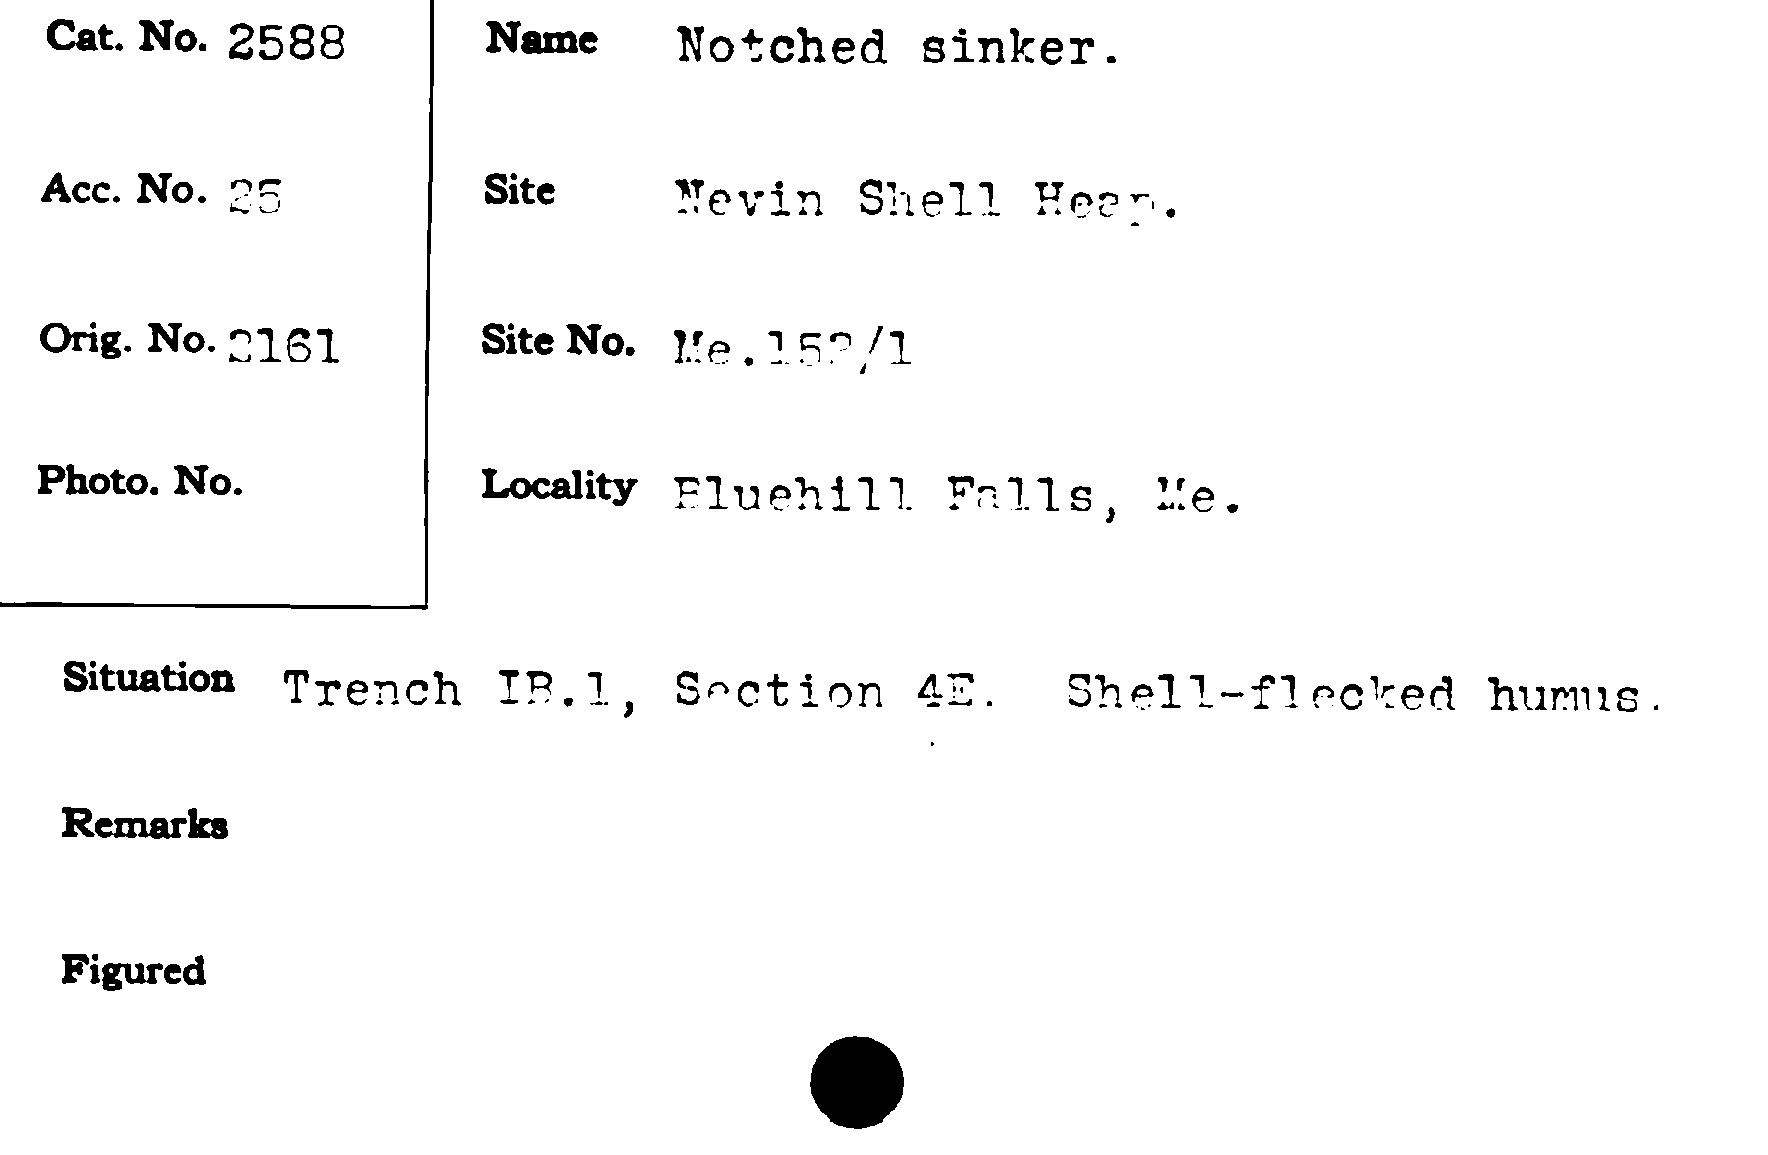 Cat. No. 2588
Name Notched sinker.
Acc. No. 25
Site Nevin Shell Heap.
Orig. No. 2161
Site No. Me.152/1
Photo. No.
Locality Bluehill Falls, Me.
Situation Trench IB.1, Section 4E. Shell-flecked humus.
Remarks
Figured